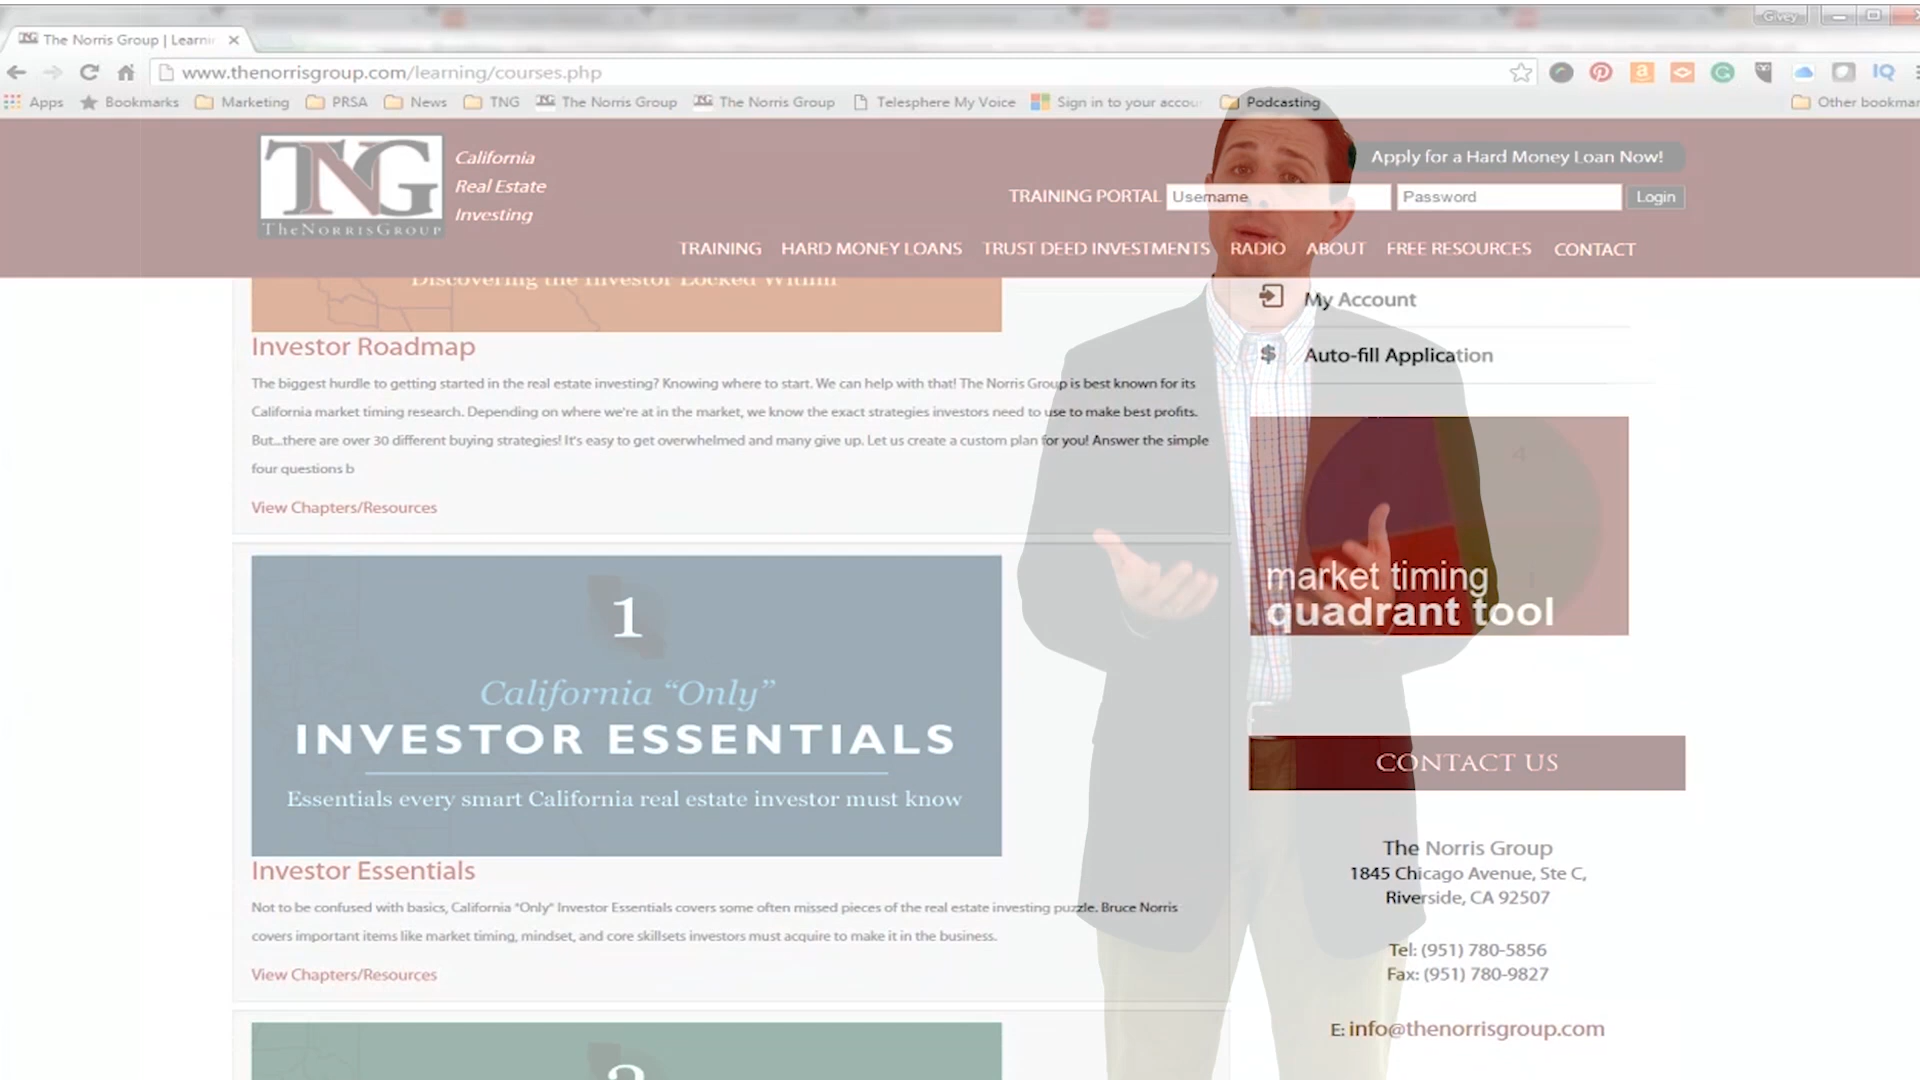 Givey
The Norris Group | Learni
www.thenorrisgroup.com/learning/courses.php
Apps Bookmarks Marketing PRSA News TNG The Norris Group The Norris Group Telesphere My Voice Sign in to your accou Podcasting Other bookmar
TNG
TheNorrisGroup
California
Real Estate
Investing
Apply for a Hard Money Loan Now!
TRAINING PORTAL Username Password Login
TRAINING HARD MONEY LOANS TRUST DEED INVESTMENTS RADIO ABOUT FREE RESOURCES CONTACT
Discovering the Investor Locked Within
Investor Roadmap
The biggest hurdle to getting started in the real estate investing? Knowing where to start. We can help with that! The Norris Group is best known for its
California market timing research. Depending on where we're at in the market, we know the exact strategies investors need to use to make best profits.
But...there are over 30 different buying strategies! It's easy to get overwhelmed and many give up. Let us create a custom plan for you! Answer the simple
four questions b
View Chapters/Resources
1
California “Only”
INVESTOR ESSENTIALS
Essentials every smart California real estate investor must know
Investor Essentials
Not to be confused with basics, California "Only" Investor Essentials covers some often missed pieces of the real estate investing puzzle. Bruce Norris
covers important items like market timing, mindset, and core skillsets investors must acquire to make it in the business.
View Chapters/Resources
2
My Account
$ Auto-fill Application
4
1
market timing
quadrant tool
CONTACT US
The Norris Group
1845 Chicago Avenue, Ste C,
Riverside, CA 92507
Tel: (951) 780-5856
Fax: (951) 780-9827
E: info@thenorrisgroup.com